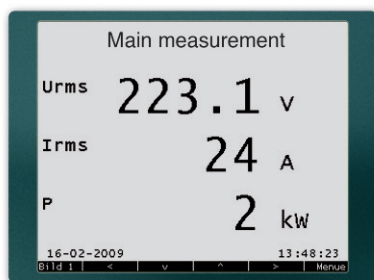 Main measurement
Urms 223.1 V
Irms 24 A
P 2 kW
16-02-2009 13:48:23
Bild 1 < v ^ > Menue